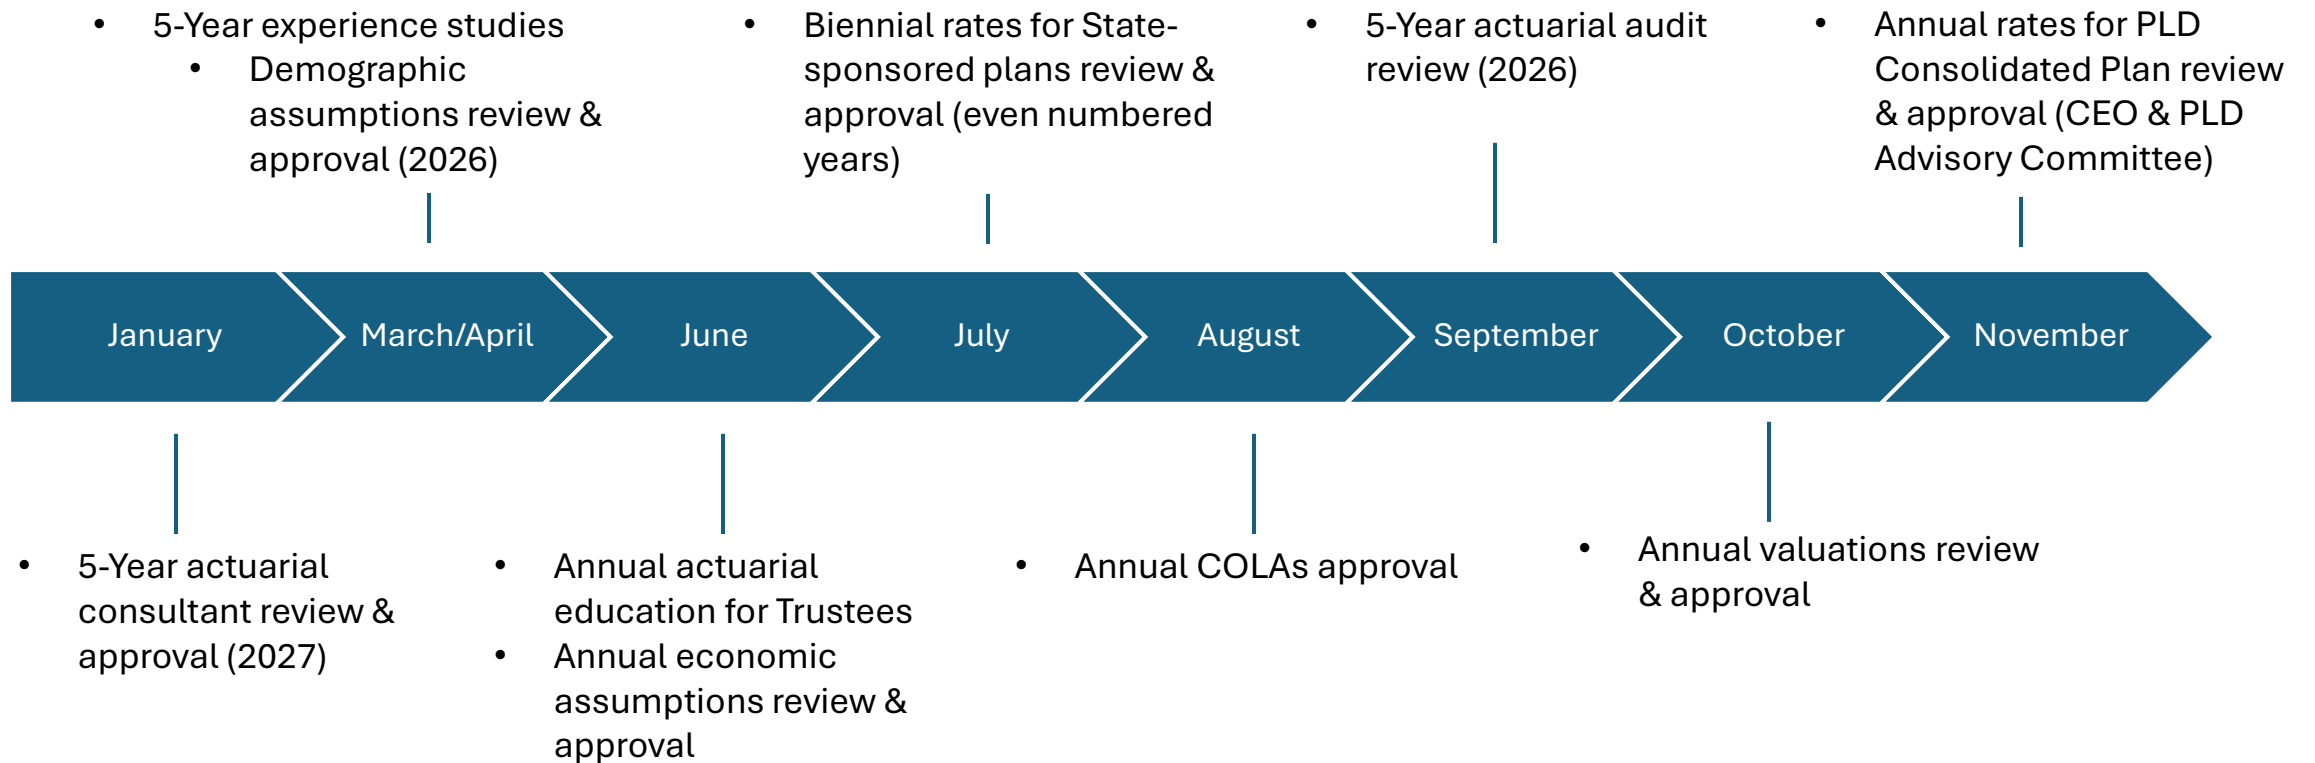 • 5-Year experience studies
• Demographic
assumptions review &
approval (2026)
• Biennial rates for State-
sponsored plans review &
approval (even numbered
years)
• 5-Year actuarial audit
review (2026)
• Annual rates for PLD
Consolidated Plan review
& approval (CEO & PLD
Advisory Committee)
January
March/April
June
July
August
September
October
November
• 5-Year actuarial
consultant review &
approval (2027)
• Annual actuarial
education for Trustees
• Annual economic
assumptions review &
approval
• Annual COLAs approval
• Annual valuations review
& approval